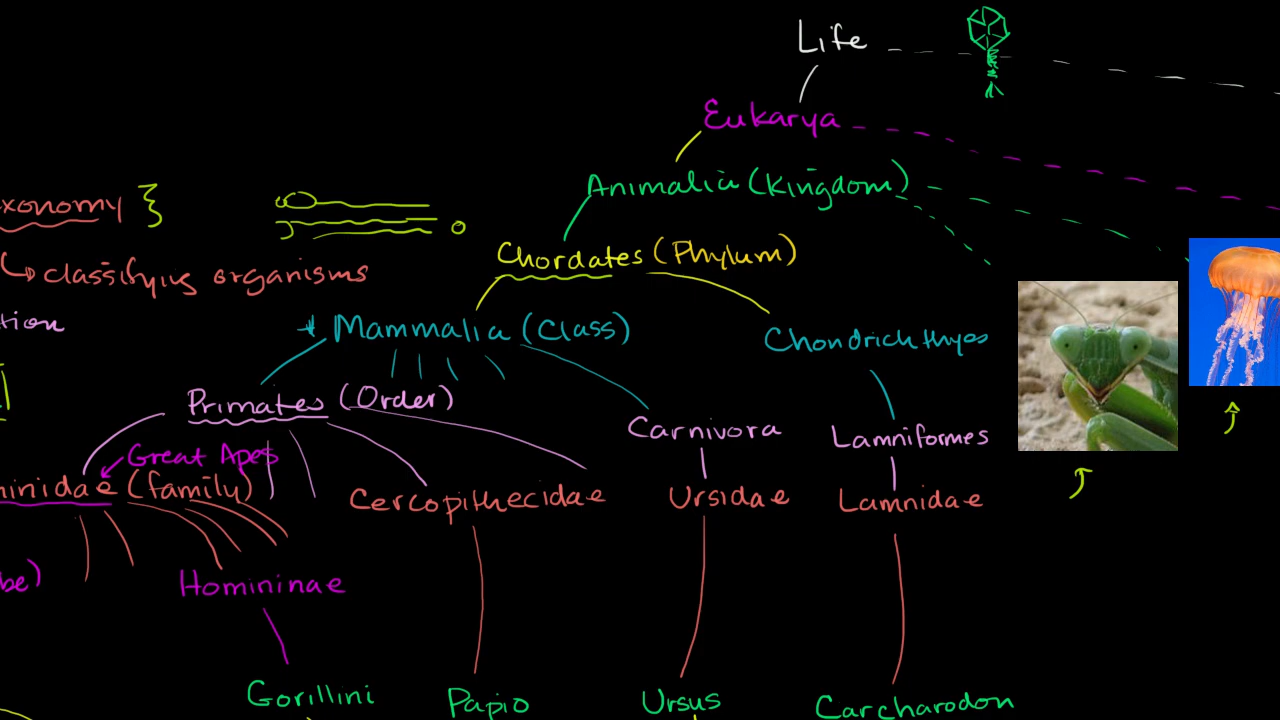 Life
Eukarya
Animalia (Kingdom)
xonomy
Chordates (Phylum)
classifying organisms
tion
Mammalia (Class)
Chondrichthyes
Primates (Order)
Carnivora
Lamniformes
Great Apes
minidae (family)
Cercopithecidae
Ursidae
Lamnidae
be)
Homininae
Gorillini
Papio
Ursus
Carcharodon